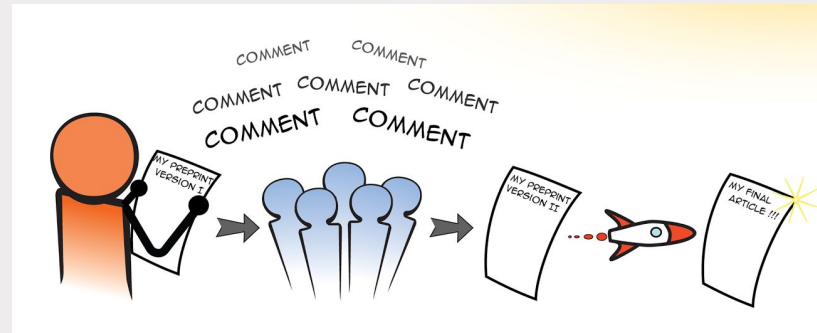 COMMENT COMMENT
COMMENT COMMENT COMMENT
COMMENT COMMENT
MY PREPRINT
VERSION I
MY PREPRINT
VERSION II
MY FINAL
ARTICLE !!!